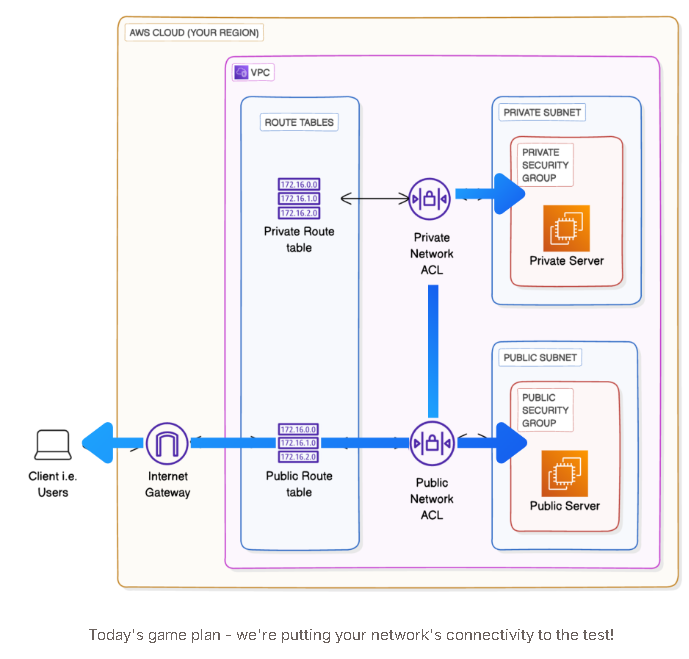 AWS CLOUD (YOUR REGION)
VPC
ROUTE TABLES
PRIVATE SUBNET
PRIVATE
SECURITY
GROUP
172.16.0.0
172.16.1.0
172.16.2.0
Private Route
table
Private
Network
ACL
Private Server
PUBLIC SUBNET
PUBLIC
SECURITY
GROUP
172.16.0.0
172.16.1.0
172.16.2.0
Client i.e.
Users
Internet
Gateway
Public Route
table
Public
Network
ACL
Public Server
Today's game plan - we're putting your network's connectivity to the test!